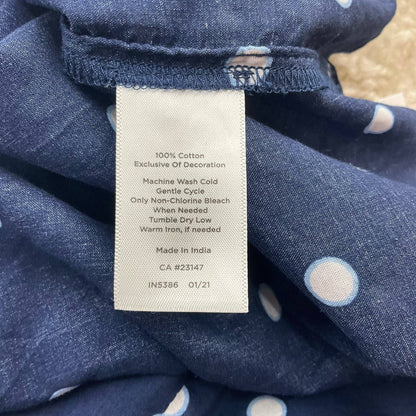 100% Cotton
Exclusive Of Decoration
Machine Wash Cold
Gentle Cycle
Only Non-Chlorine Bleach
When Needed
Tumble Dry Low
Warm Iron, if needed
Made In India
CA #23147
IN5386 01/21